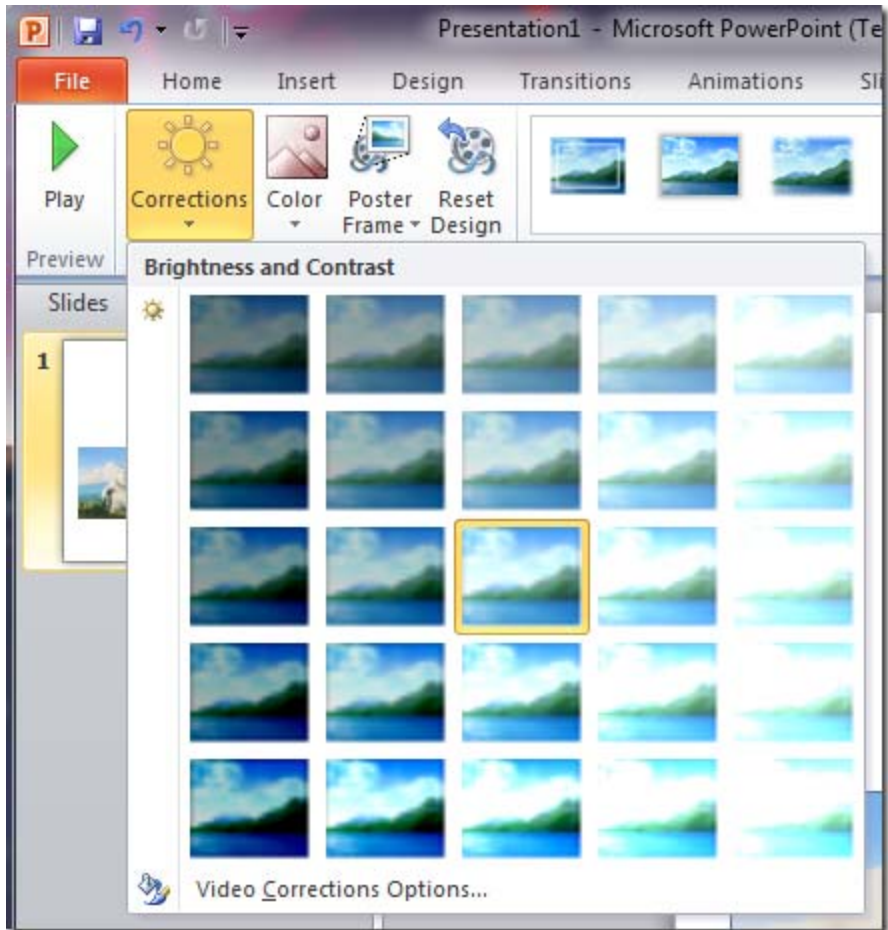 Presentation1 - Microsoft PowerPoint (Te
File Home Insert Design Transitions Animations Sli
Play Corrections Color Poster Frame Reset Design
Preview
Brightness and Contrast
Slides
1
Video Corrections Options...